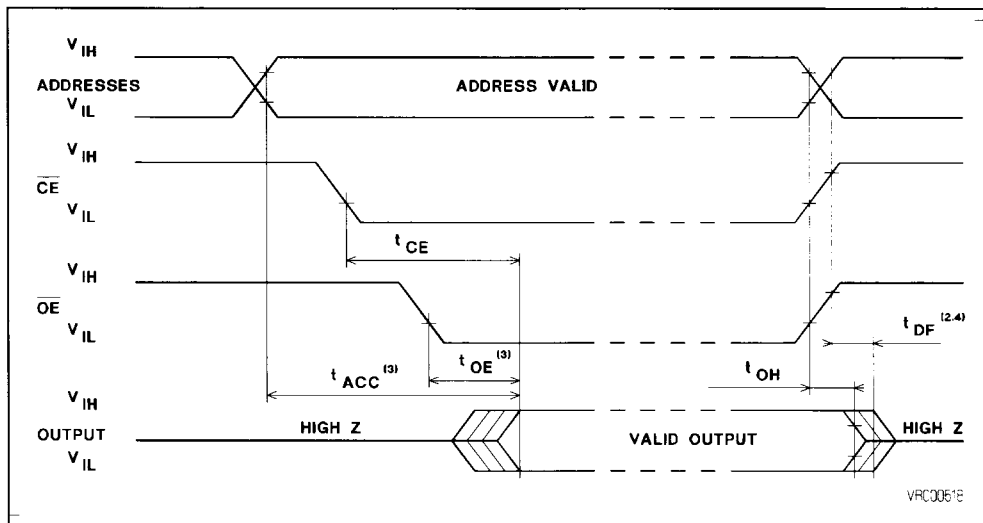 V IH
ADDRESSES
ADDRESS VALID
V IL
V IH
CE
V IL
t CE
V IH
OE
V IL
t DF (2.4)
t OE (3)
t ACC (3)
t OH
V IH
OUTPUT
HIGH Z
VALID OUTPUT
HIGH Z
V IL
VRC00618